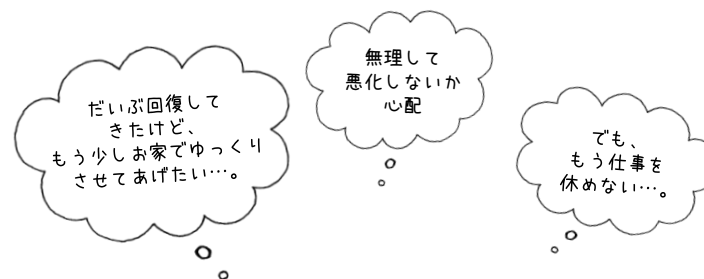 だいぶ回復して
きたけど、
もう少しお家でゆっくり
させてあげたい…。
無理して
悪化しないか
心配
でも、
もう仕事を
休めない…。